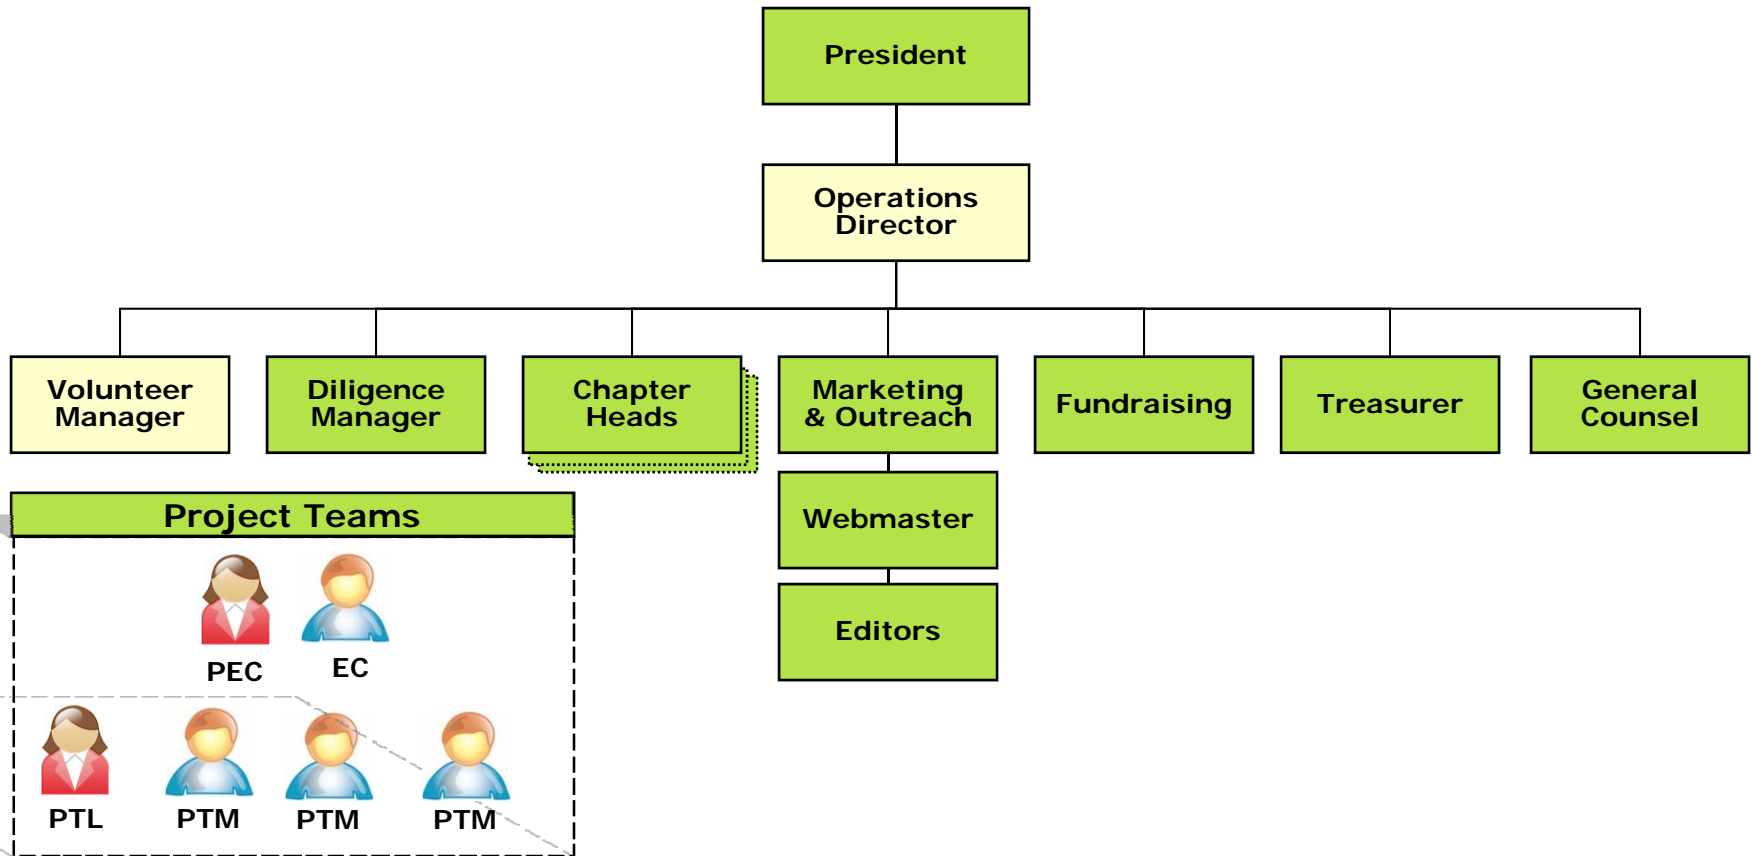 President
Operations
Director
Volunteer
Manager
Diligence
Manager
Chapter
Heads
Marketing
& Outreach
Fundraising
Treasurer
General
Counsel
Webmaster
Editors
Project Teams
PEC
EC
PTL
PTM
PTM
PTM